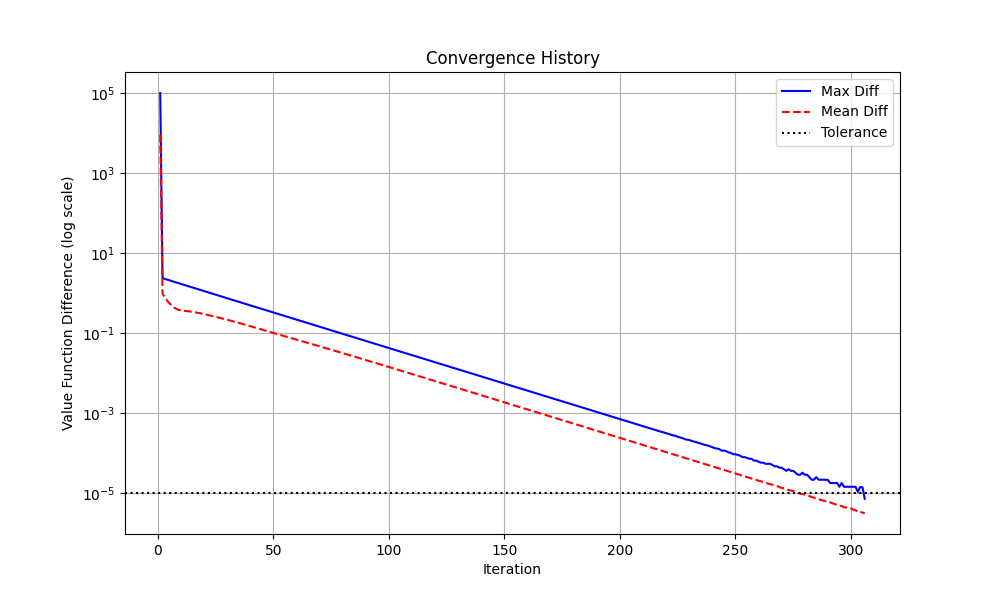 Convergence History
Value Function Difference (log scale)
10^5
10^3
10^1
10^−1
10^−3
10^−5
Max Diff
Mean Diff
Tolerance
0 50 100 150 200 250 300
Iteration